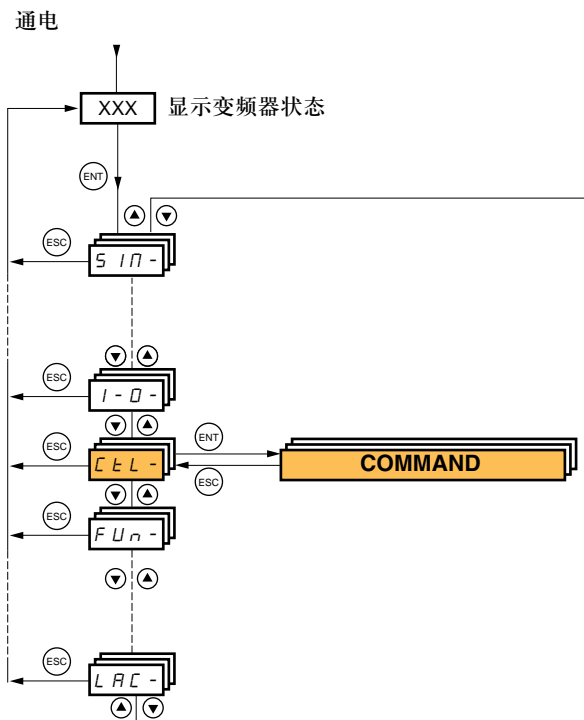 通电
XXX 显示变频器状态
ENT
ESC
SIM-
ESC
I-O-
ESC
CtL-
ENT
COMMAND
ESC
ESC
FUn-
ESC
LAC-